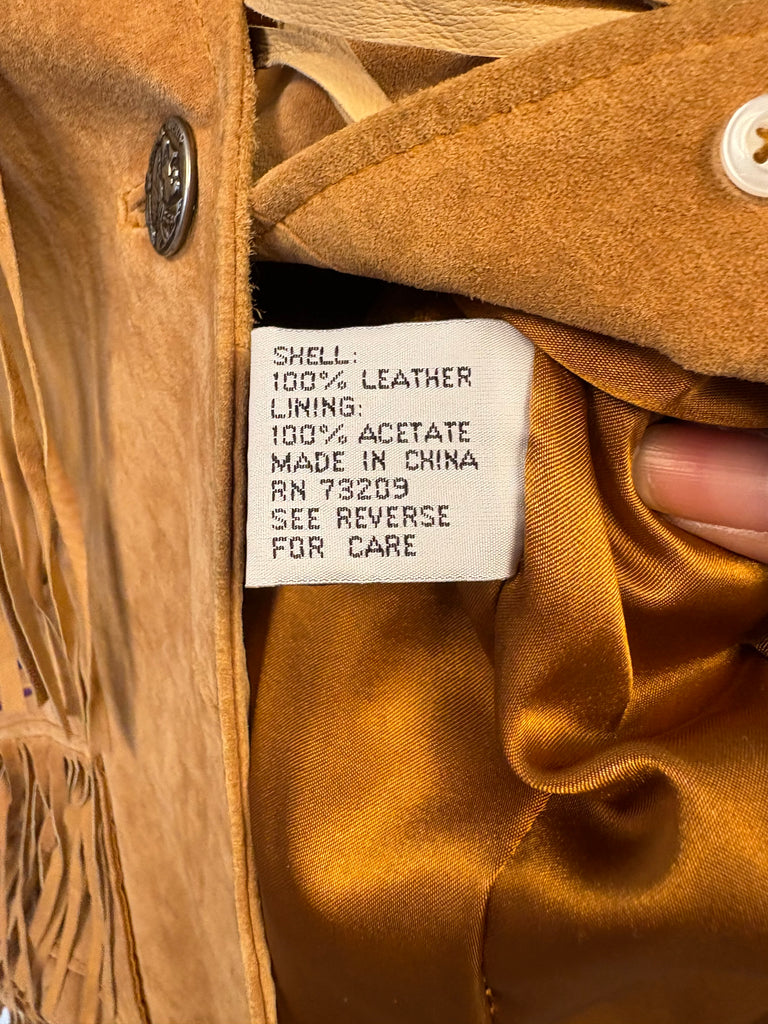 SHELL:
100% LEATHER
LINING:
100% ACETATE
MADE IN CHINA
RN 73209
SEE REVERSE
FOR CARE